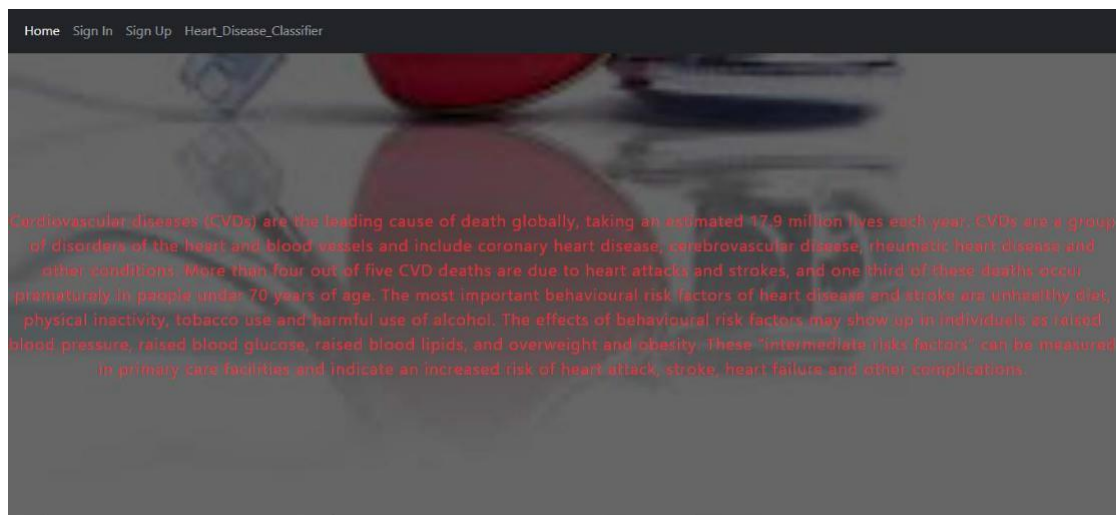 Home Sign In Sign Up Heart_Disease_Classifier
Cardiovascular diseases (CVDs) are the leading cause of death globally, taking an estimated 17.9 million lives each year. CVDs are a group
of disorders of the heart and blood vessels and include coronary heart disease, cerebrovascular disease, rheumatic heart disease and
other conditions. More than four out of five CVD deaths are due to heart attacks and strokes, and one third of these deaths occur
prematurely in people under 70 years of age. The most important behavioural risk factors of heart disease and stroke are unhealthy diet,
physical inactivity, tobacco use and harmful use of alcohol. The effects of behavioural risk factors may show up in individuals as raised
blood pressure, raised blood glucose, raised blood lipids, and overweight and obesity. These "intermediate risks factors" can be measured
in primary care facilities and indicate an increased risk of heart attack, stroke, heart failure and other complications.